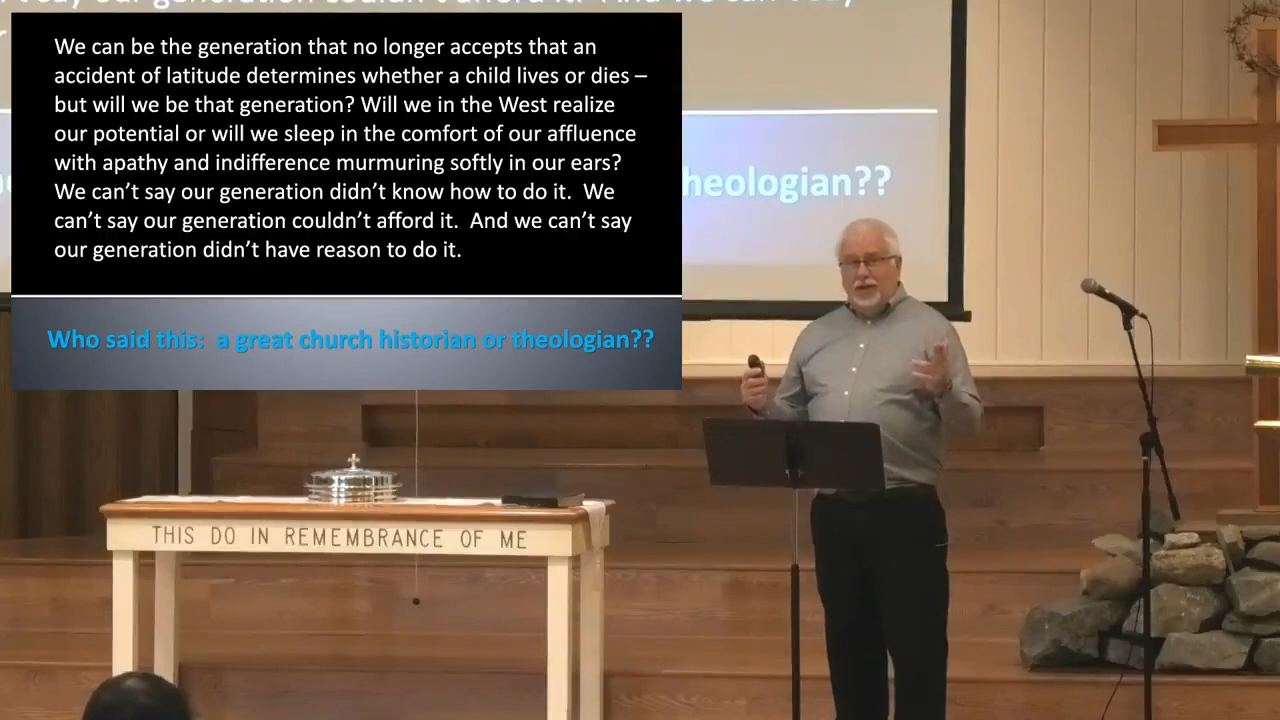 We can be the generation that no longer accepts that an
accident of latitude determines whether a child lives or dies –
but will we be that generation? Will we in the West realize
our potential or will we sleep in the comfort of our affluence
with apathy and indifference murmuring softly in our ears?
We can’t say our generation didn’t know how to do it.  We
can’t say our generation couldn’t afford it.  And we can’t say
our generation didn’t have reason to do it.
Who said this:  a great church historian or theologian??
heologian??
THIS DO IN REMEMBRANCE OF ME